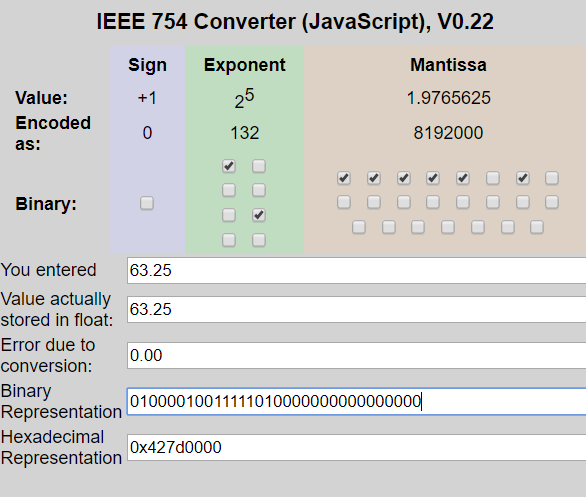 IEEE 754 Converter (JavaScript), V0.22
Sign Exponent Mantissa
Value: +1 2^5 1.9765625
Encoded as: 0 132 8192000
Binary:
You entered 63.25
Value actually stored in float: 63.25
Error due to conversion: 0.00
Binary Representation 01000010011111010000000000000000
Hexadecimal Representation 0x427d0000